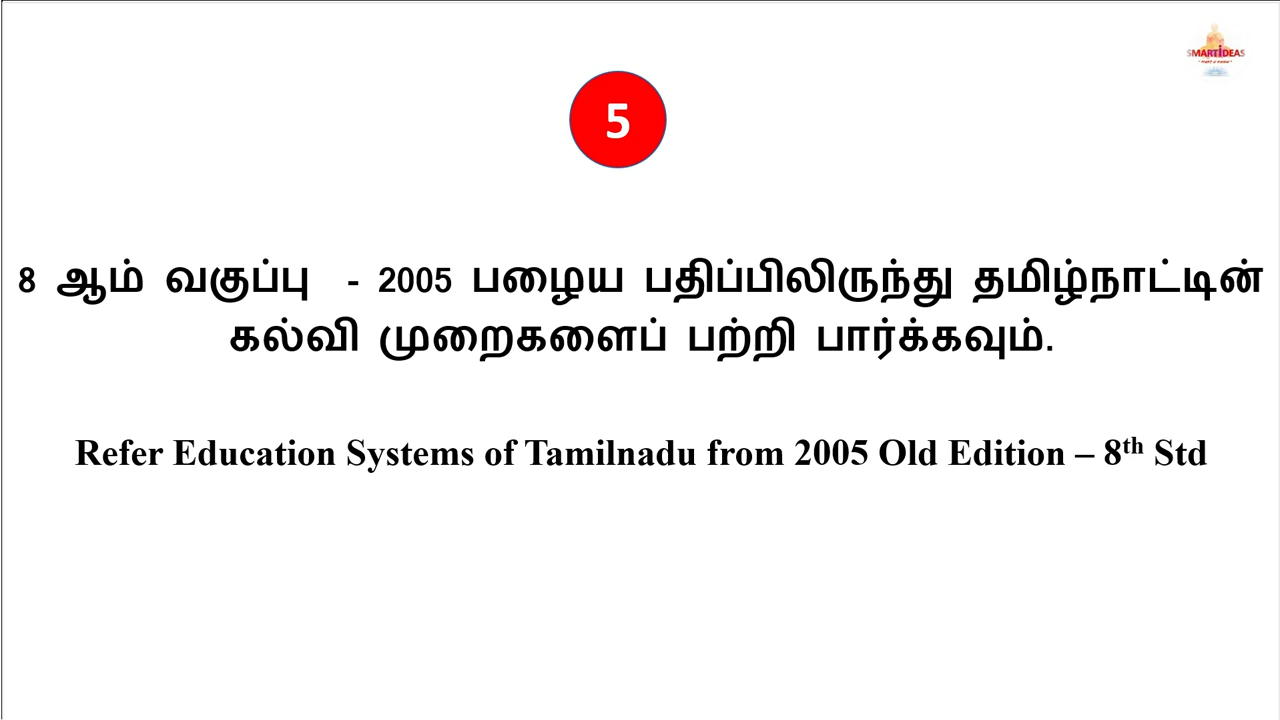 SMARTIDEAS
5
8 ஆம் வகுப்பு - 2005 பழைய பதிப்பிலிருந்து தமிழ்நாட்டின்
கல்வி முறைகளைப் பற்றி பார்க்கவும்.
Refer Education Systems of Tamilnadu from 2005 Old Edition – 8th Std